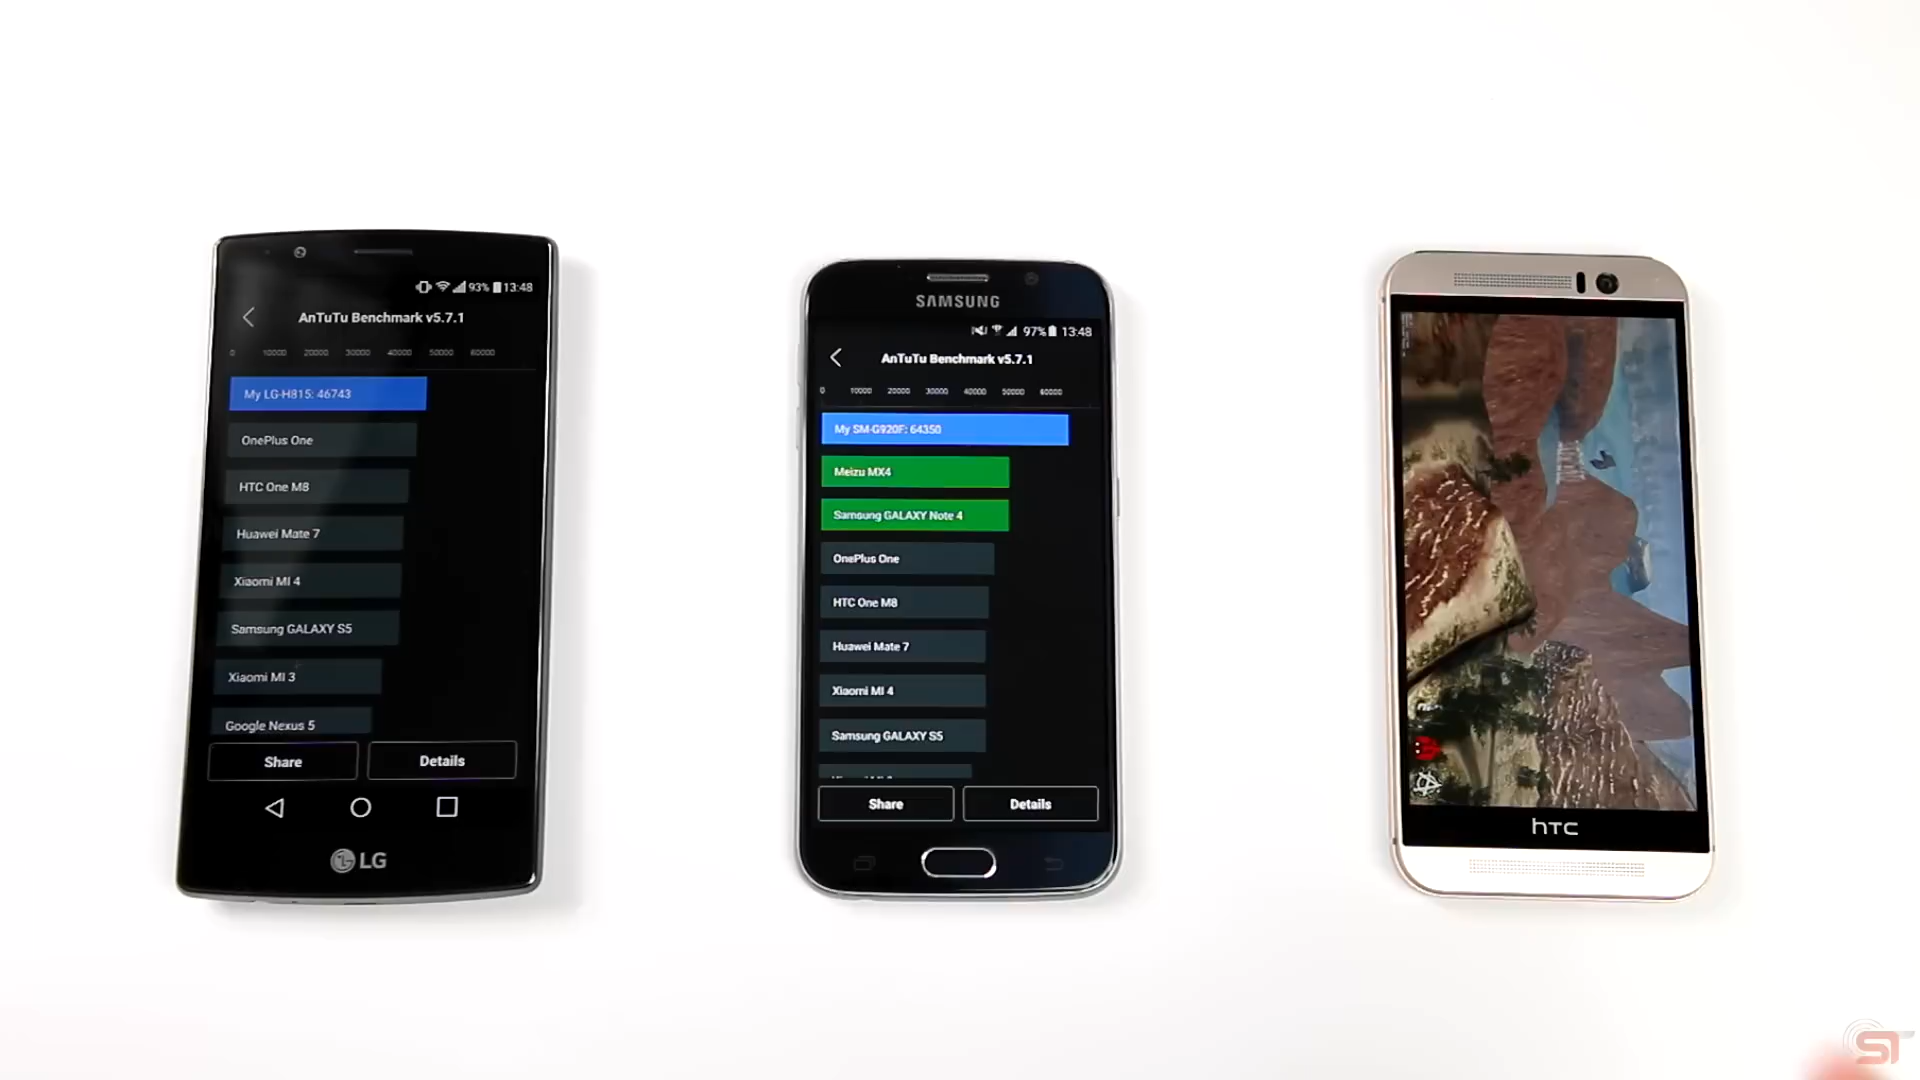 93% 13:48
AnTuTu Benchmark v5.7.1
0 10000 20000 30000 40000 50000 60000
My LG-H815: 46743
OnePlus One
HTC One M8
Huawei Mate 7
Xiaomi MI 4
Samsung GALAXY S5
Xiaomi MI 3
Google Nexus 5
Share Details
LG
SAMSUNG
97% 13:48
AnTuTu Benchmark v5.7.1
0 10000 20000 30000 40000 50000 60000
My SM-G920F: 64350
Meizu MX4
Samsung GALAXY Note 4
OnePlus One
HTC One M8
Huawei Mate 7
Xiaomi MI 4
Samsung GALAXY S5
Share Details
hTC
ST